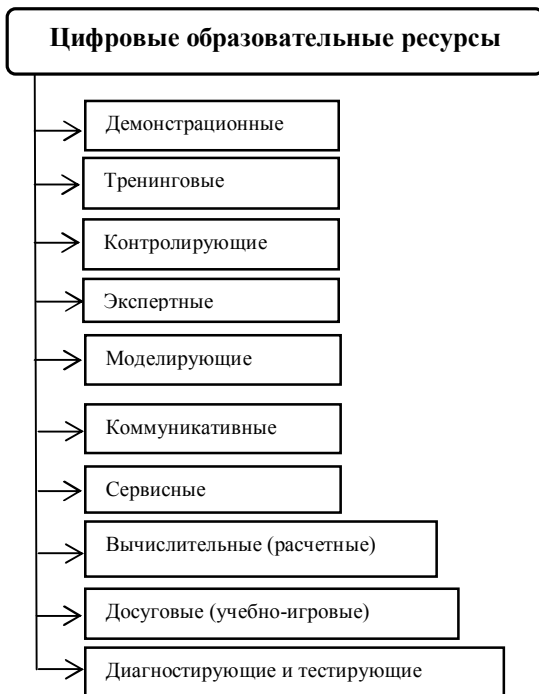 Цифровые образовательные ресурсы
Демонстрационные
Тренинговые
Контролирующие
Экспертные
Моделирующие
Коммуникативные
Сервисные
Вычислительные (расчетные)
Досуговые (учебно-игровые)
Диагностирующие и тестирующие